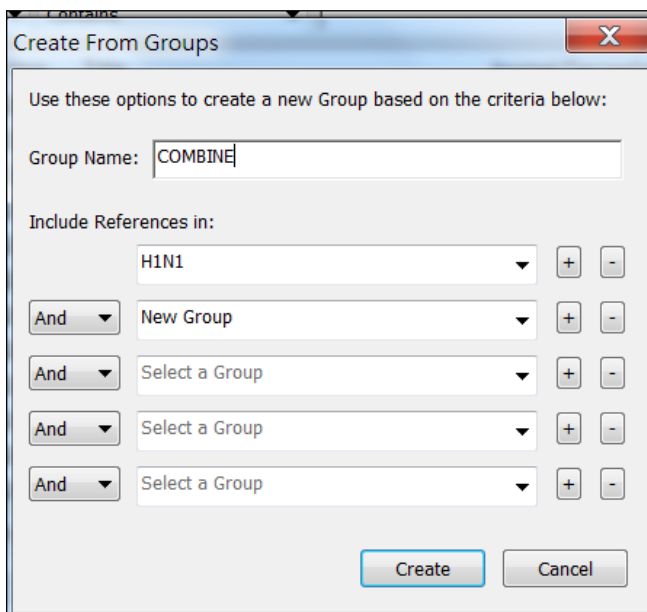 Contains
Create From Groups X
Use these options to create a new Group based on the criteria below:
Group Name: COMBINE
Include References in:
H1N1 + -
And New Group + -
And Select a Group + -
And Select a Group + -
And Select a Group + -
Create Cancel